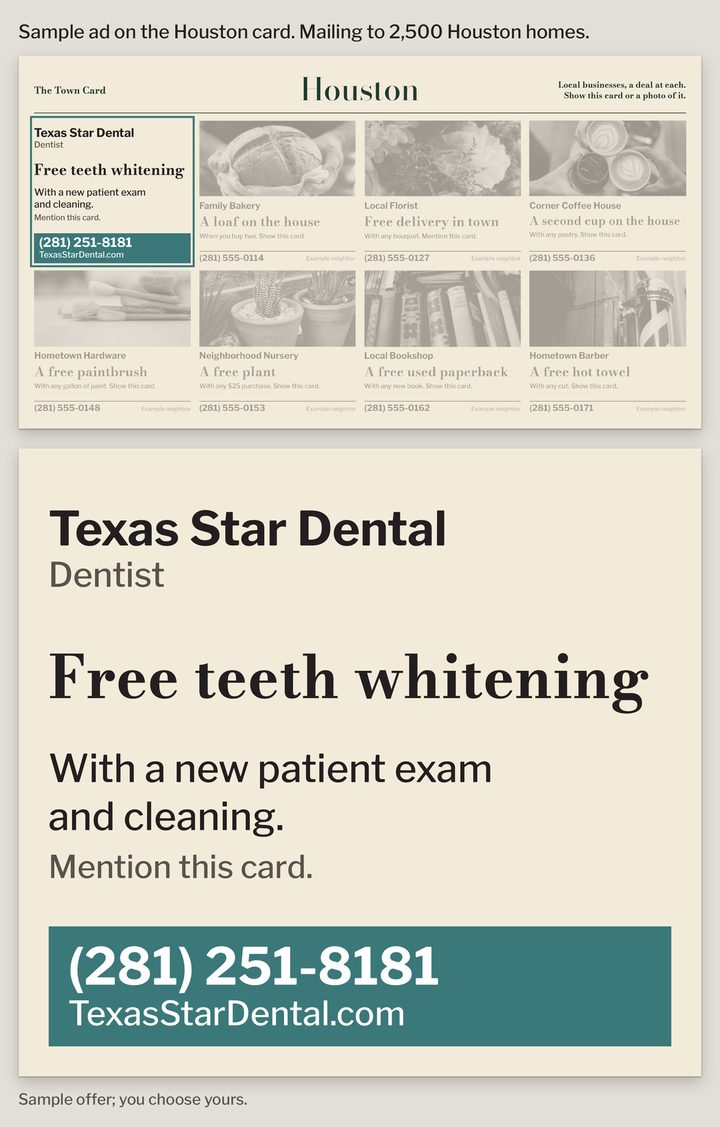 Sample ad on the Houston card. Mailing to 2,500 Houston homes.
The Town Card
Houston
Local businesses, a deal at each.
Show this card or a photo of it.
Texas Star Dental
Dentist
Free teeth whitening
With a new patient exam
and cleaning.
Mention this card.
(281) 251-8181
TexasStarDental.com
Family Bakery
A loaf on the house
When you buy two. Show this card.
(281) 555-0114
Example neighbor
Local Florist
Free delivery in town
With any bouquet. Mention this card.
(281) 555-0127
Example neighbor
Corner Coffee House
A second cup on the house
With any pastry. Show this card.
(281) 555-0136
Example neighbor
Hometown Hardware
A free paintbrush
With any gallon of paint. Show this card.
(281) 555-0148
Example neighbor
Neighborhood Nursery
A free plant
With any $25 purchase. Show this card.
(281) 555-0153
Example neighbor
Local Bookshop
A free used paperback
With any new book. Show this card.
(281) 555-0162
Example neighbor
Hometown Barber
A free hot towel
With any cut. Show this card.
(281) 555-0171
Example neighbor
Texas Star Dental
Dentist
Free teeth whitening
With a new patient exam
and cleaning.
Mention this card.
(281) 251-8181
TexasStarDental.com
Sample offer; you choose yours.